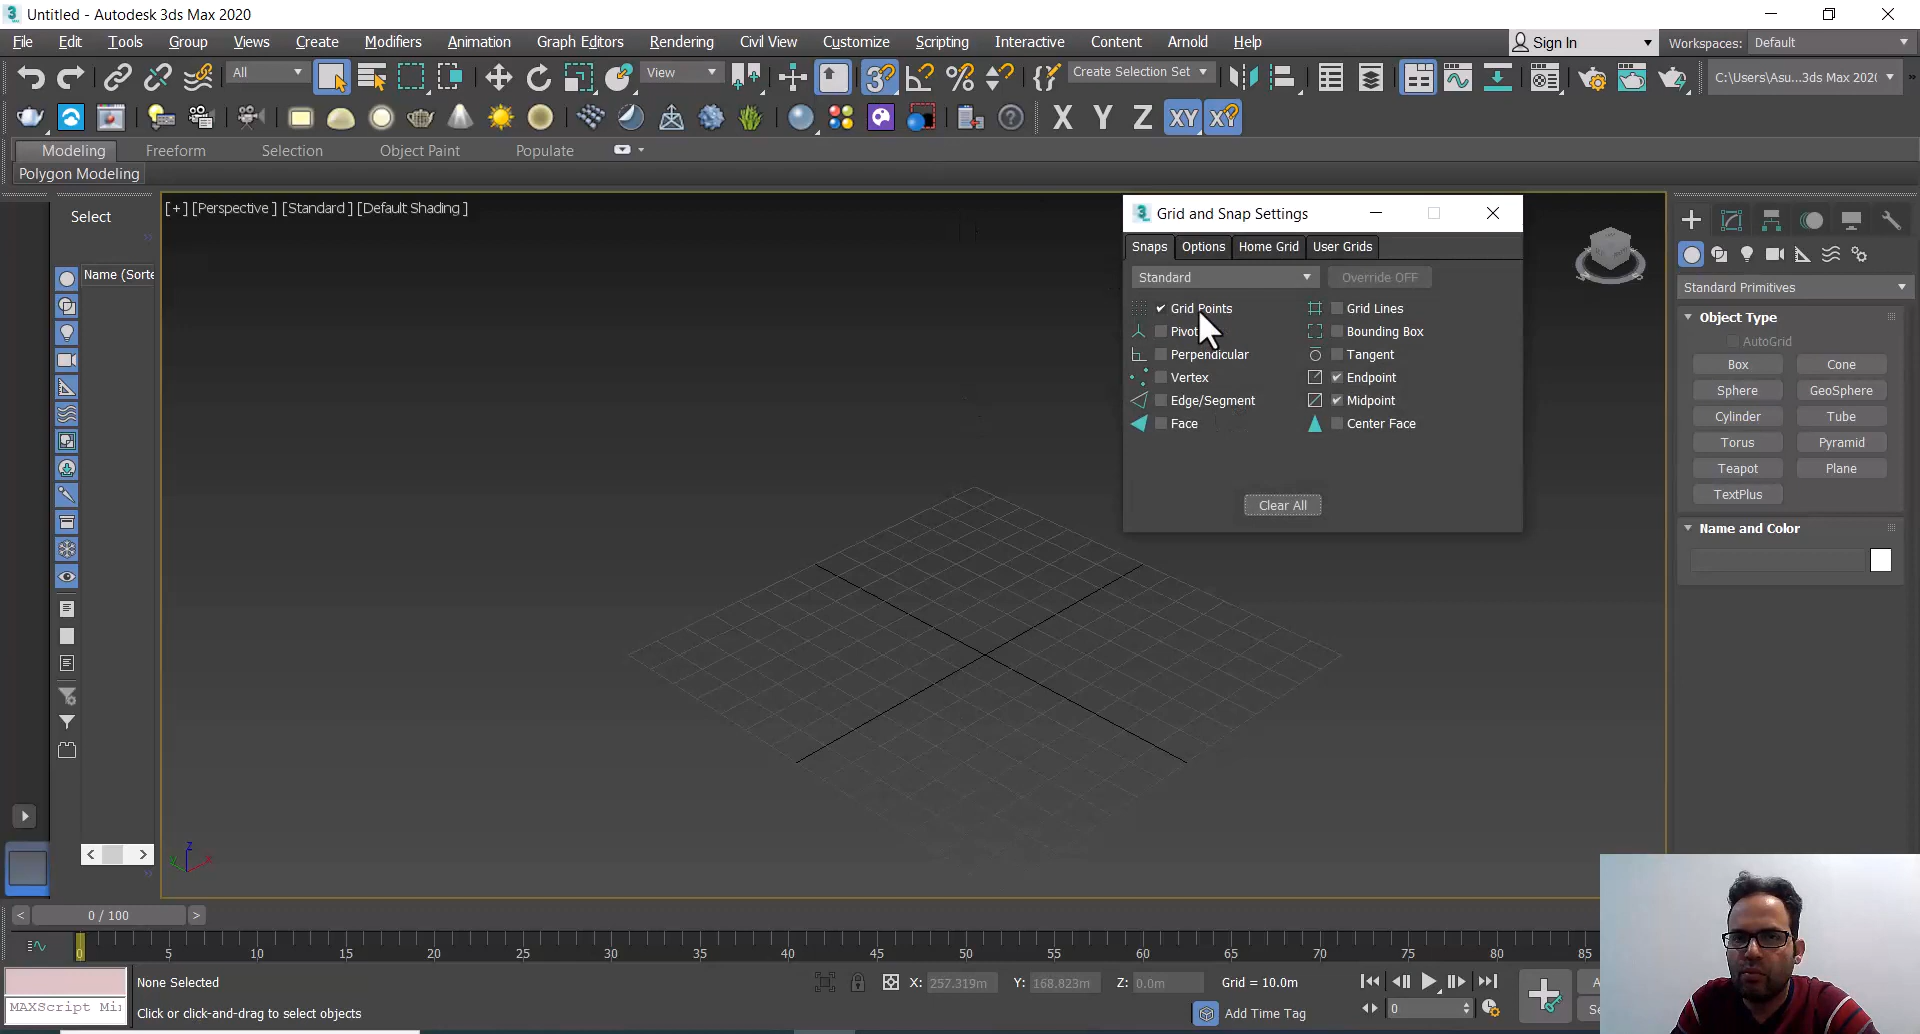 Untitled - Autodesk 3ds Max 2020
File Edit Tools Group Views Create Modifiers Animation Graph Editors Rendering Civil View Customize Scripting Interactive Content Arnold Help Sign In Workspaces: Default
All View 3 Create Selection Set C:\Users\Asu...3ds Max 202
X Y Z XY XY
Modeling Freeform Selection Object Paint Populate
Polygon Modeling
Select
Name (Sorte
[+] [Perspective ] [Standard ] [Default Shading ]
Grid and Snap Settings
Snaps Options Home Grid User Grids
Standard Override OFF
Grid Points Grid Lines
Pivot Bounding Box
Perpendicular Tangent
Vertex Endpoint
Edge/Segment Midpoint
Face Center Face
Clear All
Standard Primitives
Object Type
AutoGrid
Box Cone
Sphere GeoSphere
Cylinder Tube
Torus Pyramid
Teapot Plane
TextPlus
Name and Color
z
< >
< 0 / 100 >
0 5 10 15 20 25 30 35 40 45 50 55 60 65 70 75 80 85
None Selected X: 257.319m Y: 168.823m Z: 0.0m Grid = 10.0m
MAXScript Mi Click or click-and-drag to select objects Add Time Tag 0